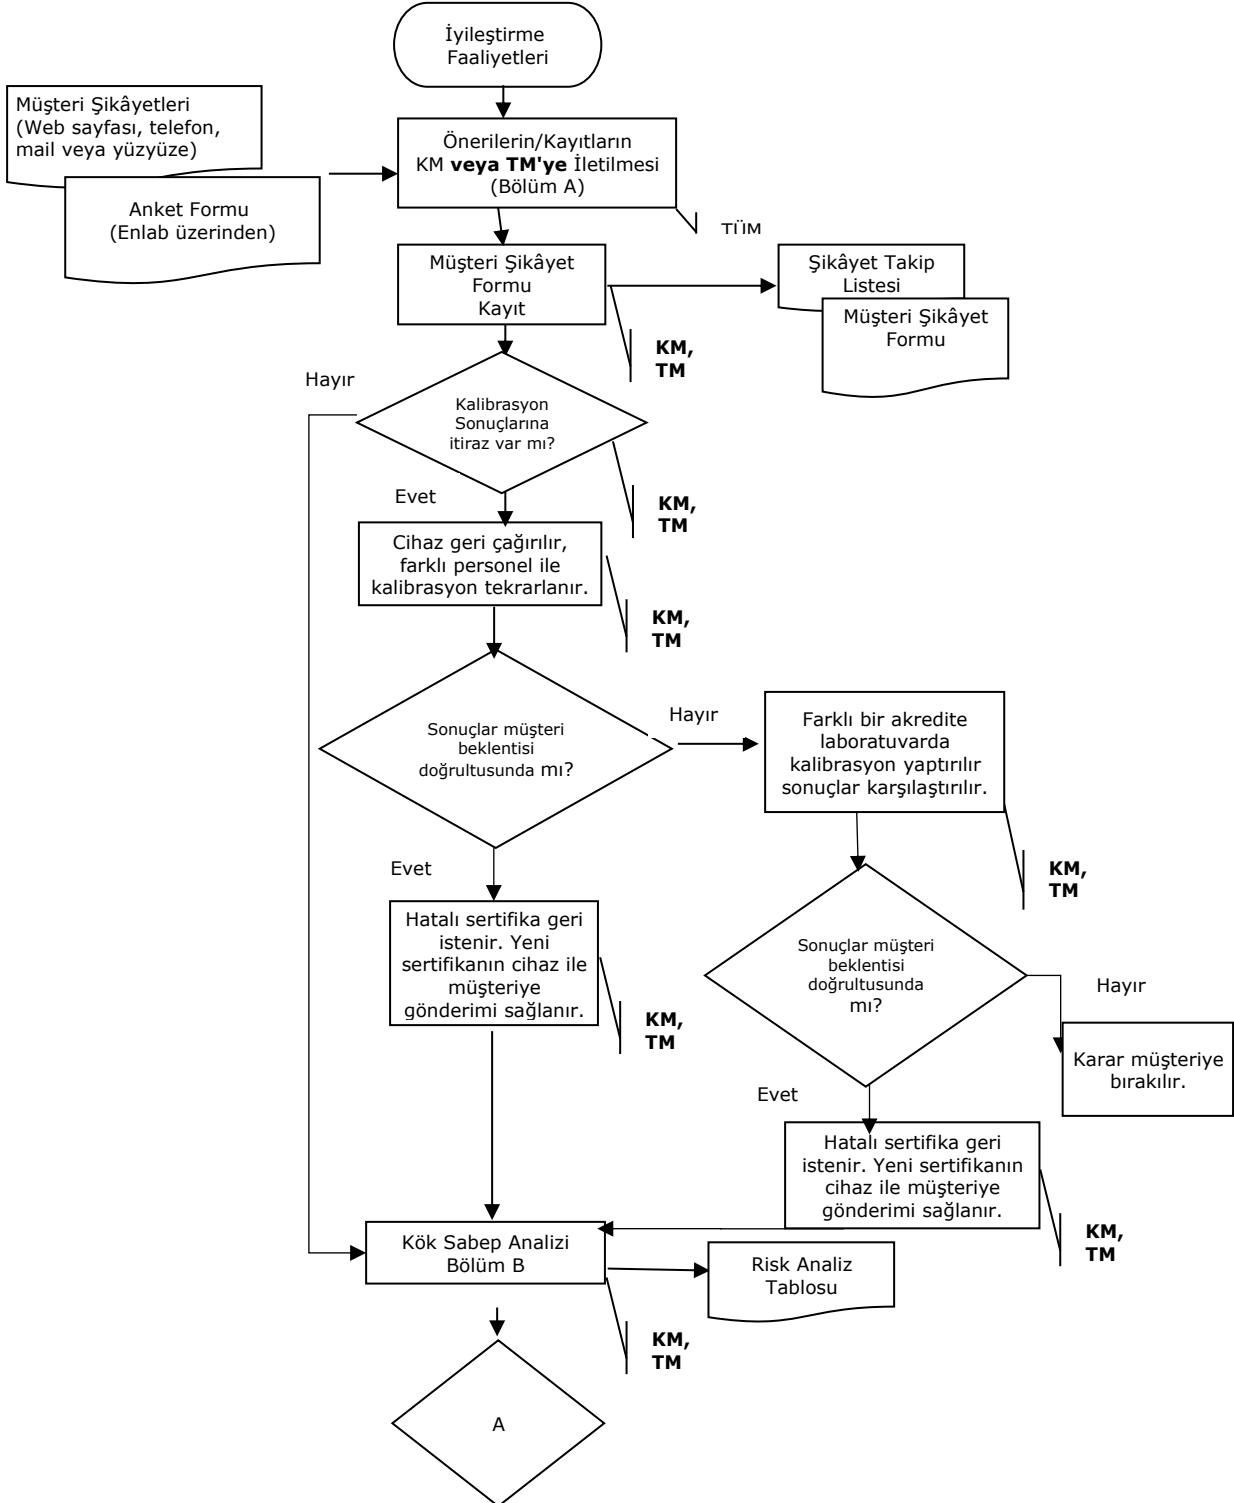 İyileştirme
Faaliyetleri
Müşteri Şikâyetleri
(Web sayfası, telefon,
mail veya yüzyüze)
Anket Formu
(Enlab üzerinden)
Önerilerin/Kayıtların
KM veya TM'ye İletilmesi
(Bölüm A)
TÜM
Müşteri Şikâyet
Formu
Kayıt
KM,
TM
Şikâyet Takip
Listesi
Müşteri Şikâyet
Formu
Hayır
Kalibrasyon
Sonuçlarına
itiraz var mı?
KM,
TM
Evet
Cihaz geri çağırılır,
farklı personel ile
kalibrasyon tekrarlanır.
KM,
TM
Sonuçlar müşteri
beklentisi
doğrultusunda mı?
Hayır
Farklı bir akredite
laboratuvarda
kalibrasyon yaptırılır
sonuçlar karşılaştırılır.
KM,
TM
Evet
Hatalı sertifika geri
istenir. Yeni
sertifikanın cihaz ile
müşteriye
gönderimi sağlanır.
KM,
TM
Sonuçlar müşteri
beklentisi
doğrultusunda
mı?
Hayır
Karar müşteriye
bırakılır.
Evet
Hatalı sertifika geri
istenir. Yeni sertifikanın
cihaz ile müşteriye
gönderimi sağlanır.
KM,
TM
Kök Sabep Analizi
Bölüm B
KM,
TM
Risk Analiz
Tablosu
A